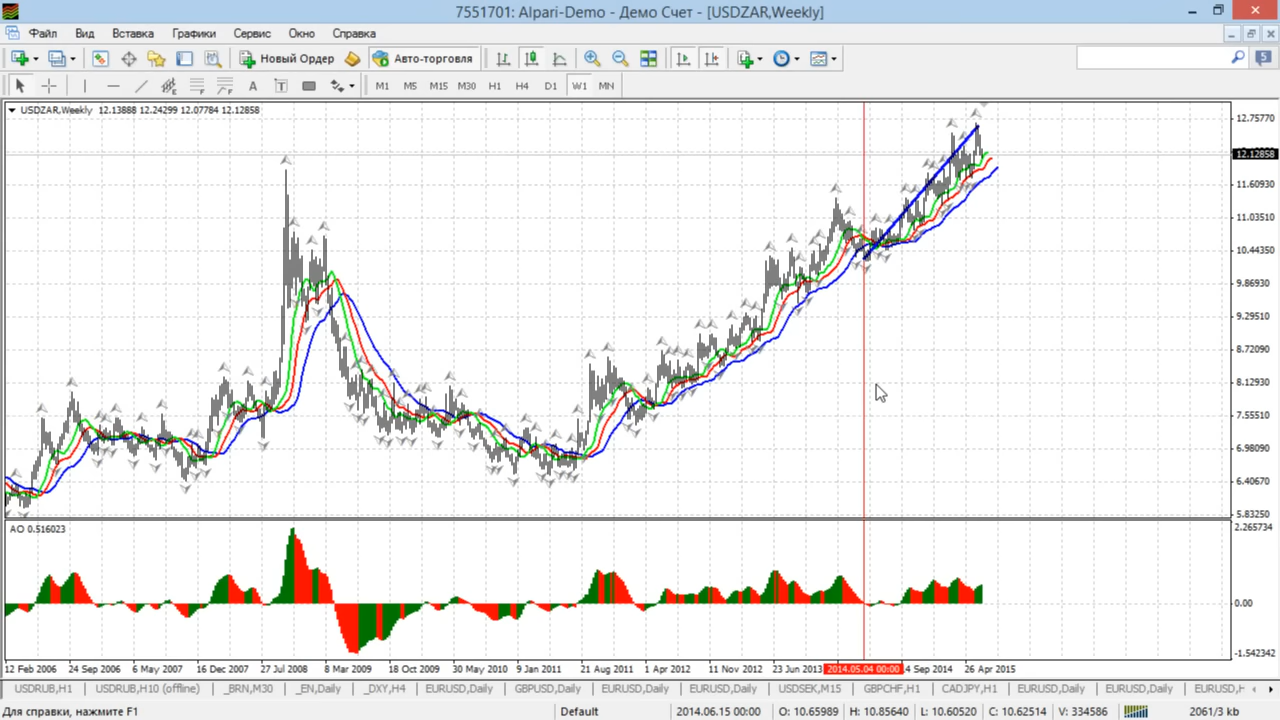 7551701: Alpari-Demo - Демо Счет - [USDZAR,Weekly]
Файл Вид Вставка Графики Сервис Окно Справка
Новый Ордер Авто-торговля 5
A T M1 M5 M15 M30 H1 H4 D1 W1 MN
USDZAR,Weekly 12.13888 12.24299 12.07784 12.12858
12.75770
12.12858
11.60930
11.03510
10.44350
9.86930
9.29510
8.72090
8.12930
7.55510
6.98090
6.40670
5.83250
AO 0.516023
2.265734
0.00
-1.542342
12 Feb 2006 24 Sep 2006 6 May 2007 16 Dec 2007 27 Jul 2008 8 Mar 2009 18 Oct 2009 30 May 2010 9 Jan 2011 21 Aug 2011 1 Apr 2012 11 Nov 2012 23 Jun 2013 2014.05.04 00:00 4 Sep 2014 26 Apr 2015
USDRUB,H1 USDRUB,H10 (offline) _BRN,M30 _EN,Daily _DXY,H4 EURUSD,Daily GBPUSD,Daily EURUSD,Daily EURUSD,Daily USDSEK,M15 GBPCHF,H1 CADJPY,H1 EURUSD,Daily EURUSD,Daily EURUSD,H
Для справки, нажмите F1 Default 2014.06.15 00:00 O: 10.65989 H: 10.85640 L: 10.60520 C: 10.62514 V: 334586 2061/3 kb